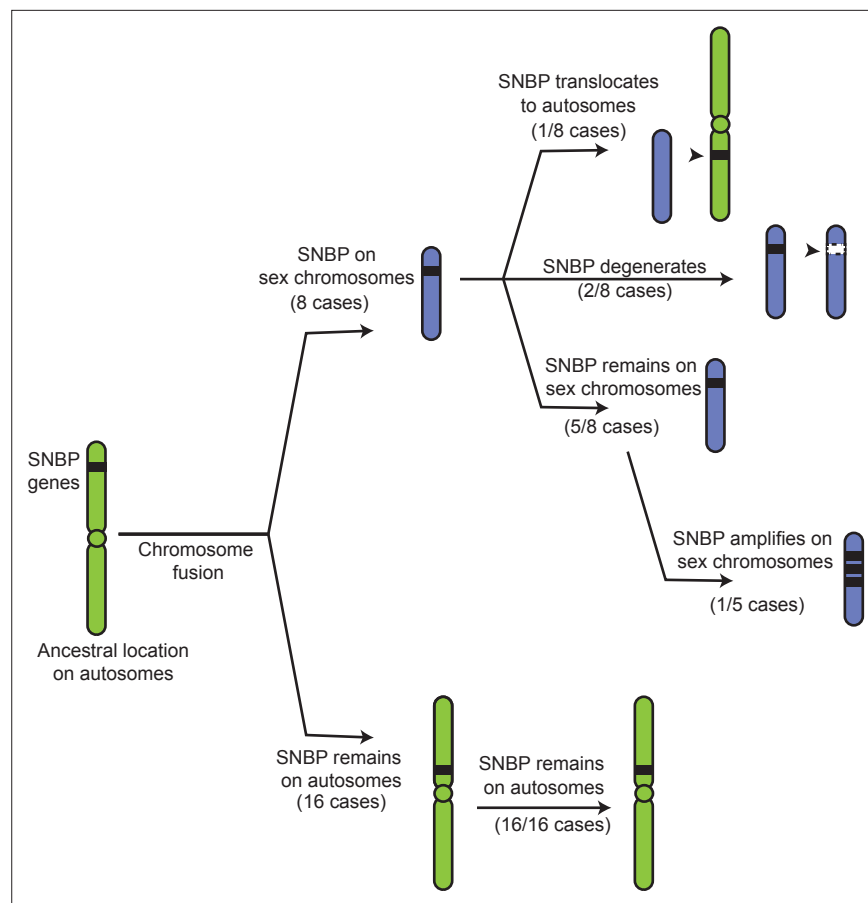 SNBP translocates
to autosomes
(1/8 cases)
SNBP on
sex chromosomes
(8 cases)
SNBP degenerates
(2/8 cases)
SNBP remains on
sex chromosomes
(5/8 cases)
SNBP
genes
Chromosome
fusion
SNBP amplifies on
sex chromosomes
(1/5 cases)
Ancestral location
on autosomes
SNBP remains
on autosomes
(16 cases)
SNBP remains
on autosomes
(16/16 cases)